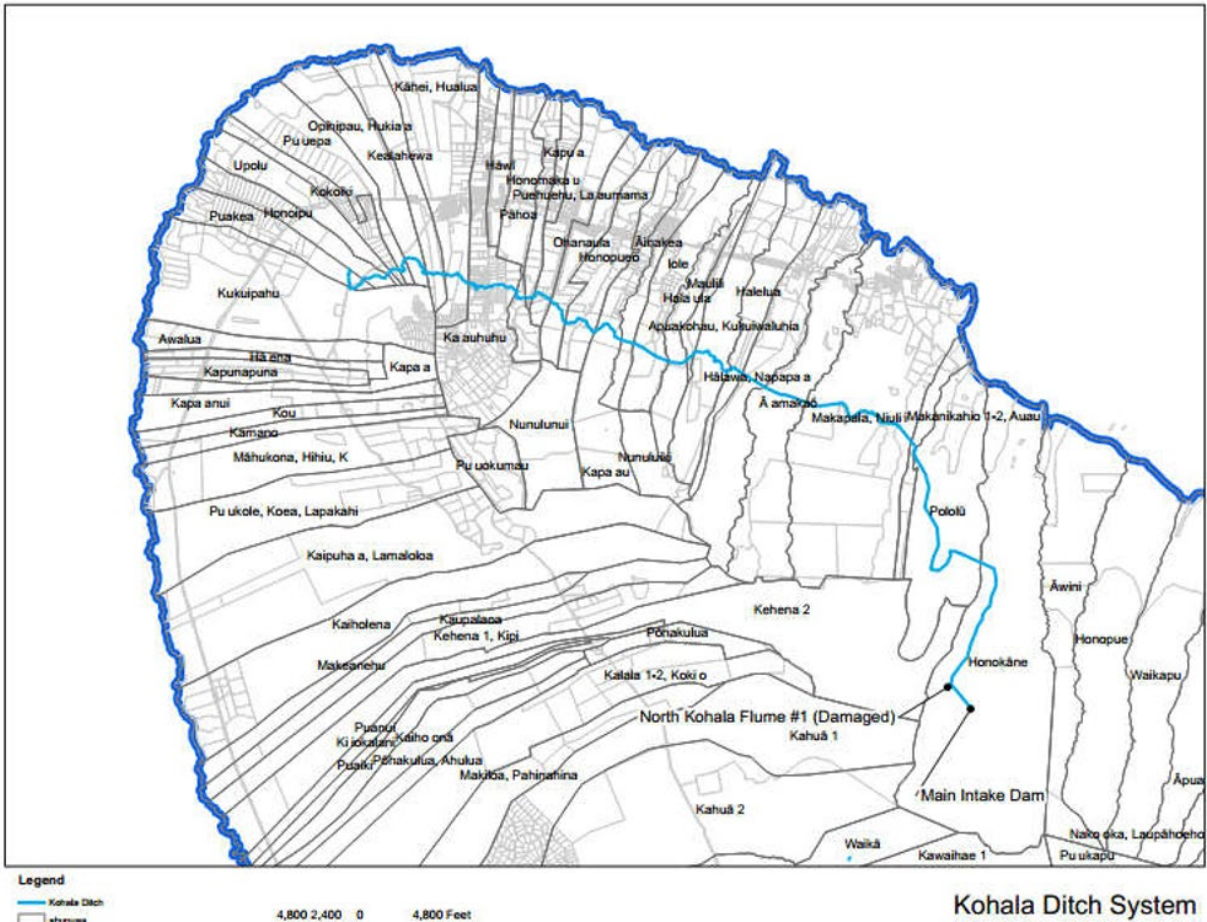 Kāhei, Hualua
Opihipau, Hukia a
Pu uepa
Kealahewa
Upolu
Kokoiki
Puakea
Honoipu
Hāwī
Kapu a
Honomaka u
Puehuehu, La aumama
Pāhoa
Ohanaula
Honopueo
Āinakea
Iole
Maulili
Hala ula
Halelua
Apuakohau, Kukuiwaluhia
Kukuipahu
Awalua
Hā ena
Kapunapuna
Kapa a
Ka auhuhu
Kapa anui
Kou
Kamano
Māhukona, Hihiu, K
Hālawa, Napapa a
Ā amakaō
Makapala, Niuli i
Makanikahio 1-2, Auau
Nunulunui
Pu uokumau
Nunuluiki
Kapa au
Pu ukole, Koea, Lapakahi
Kaipuha a, Lamaloloa
Pololū
Āwini
Kaiholena
Kaupalaoa
Kehena 1, Kipi
Kehena 2
Pōhakulua
Makeanehu
Kalala 1-2, Koki o
Honokāne
Honopue
Waikapu
North Kohala Flume #1 (Damaged)
Kahuā 1
Puanui
Ki iokalani
Kaiho ona
Puaiki
Pōhakulua, Ahulua
Makiloa, Pahinahina
Main Intake Dam
Āpua
Kahuā 2
Waikā
Kawaihae 1
Nako oka, Laupāhoeho
Pu ukapu
Legend
Kohala Ditch
ahupuaa
4,800 2,400 0 4,800 Feet
Kohala Ditch System